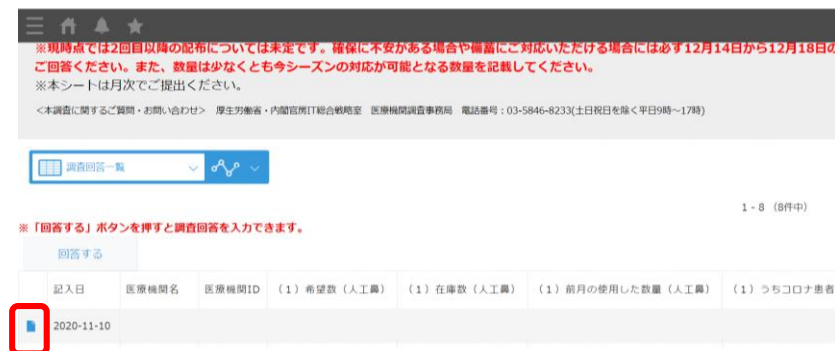 ※現時点では2回目以降の配布については未定です。確保に不安がある場合や備蓄にご対応いただける場合には必ず12月14日から12月18日の
ご回答ください。また、数量は少なくとも今シーズンの対応が可能となる数量を記載してください。
※本シートは月次でご提出ください。
<本調査に関するご質問・お問い合わせ> 厚生労働省・内閣官房IT総合戦略室 医療機関調査事務局 電話番号：03-5846-8233(土日祝日を除く平日9時～17時)
調査回答一覧
1 - 8 （8件中）
※「回答する」ボタンを押すと調査回答を入力できます。
回答する
記入日 医療機関名 医療機関ID （1）希望数（人工鼻） （1）在庫数（人工鼻） （1）前月の使用した数量（人工鼻） （1）うちコロナ患者
2020-11-10